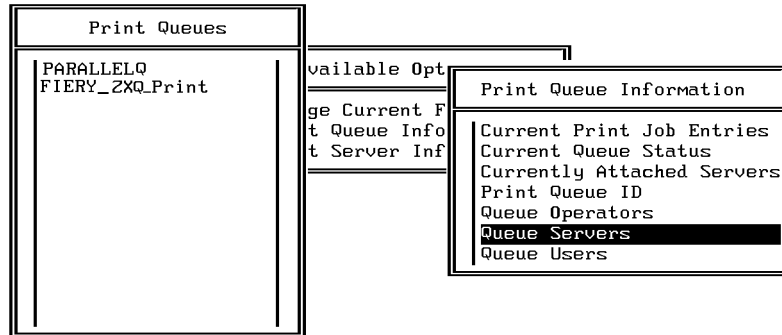 Print Queues
PARALLELQ
FIERY_ZXQ_Print
vailable Opt
ge Current F
t Queue Info
t Server Inf
Print Queue Information
Current Print Job Entries
Current Queue Status
Currently Attached Servers
Print Queue ID
Queue Operators
Queue Servers
Queue Users